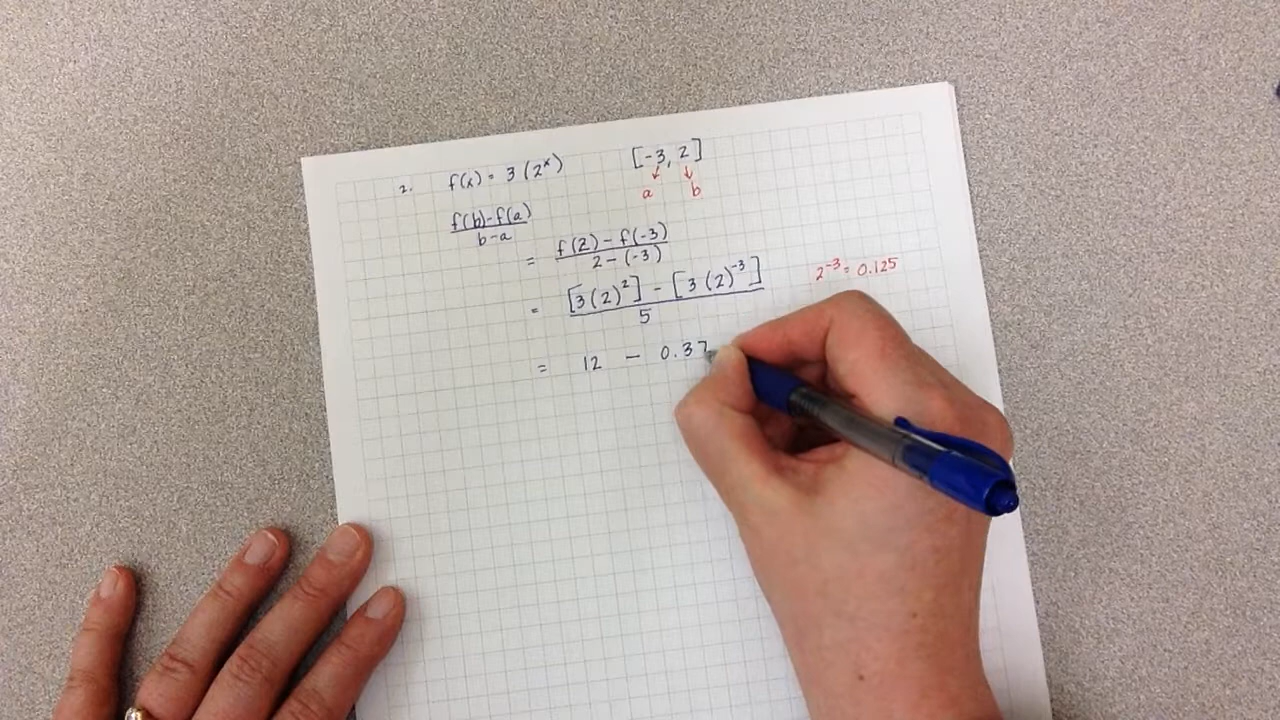 2. f(x) = 3(2^x) [-3, 2]
a b
f(b)-f(a) / b-a
= f(2) - f(-3) / 2 - (-3)
= [3(2)^2] - [3(2)^-3] / 5 2^-3 = 0.125
= 12 - 0.37